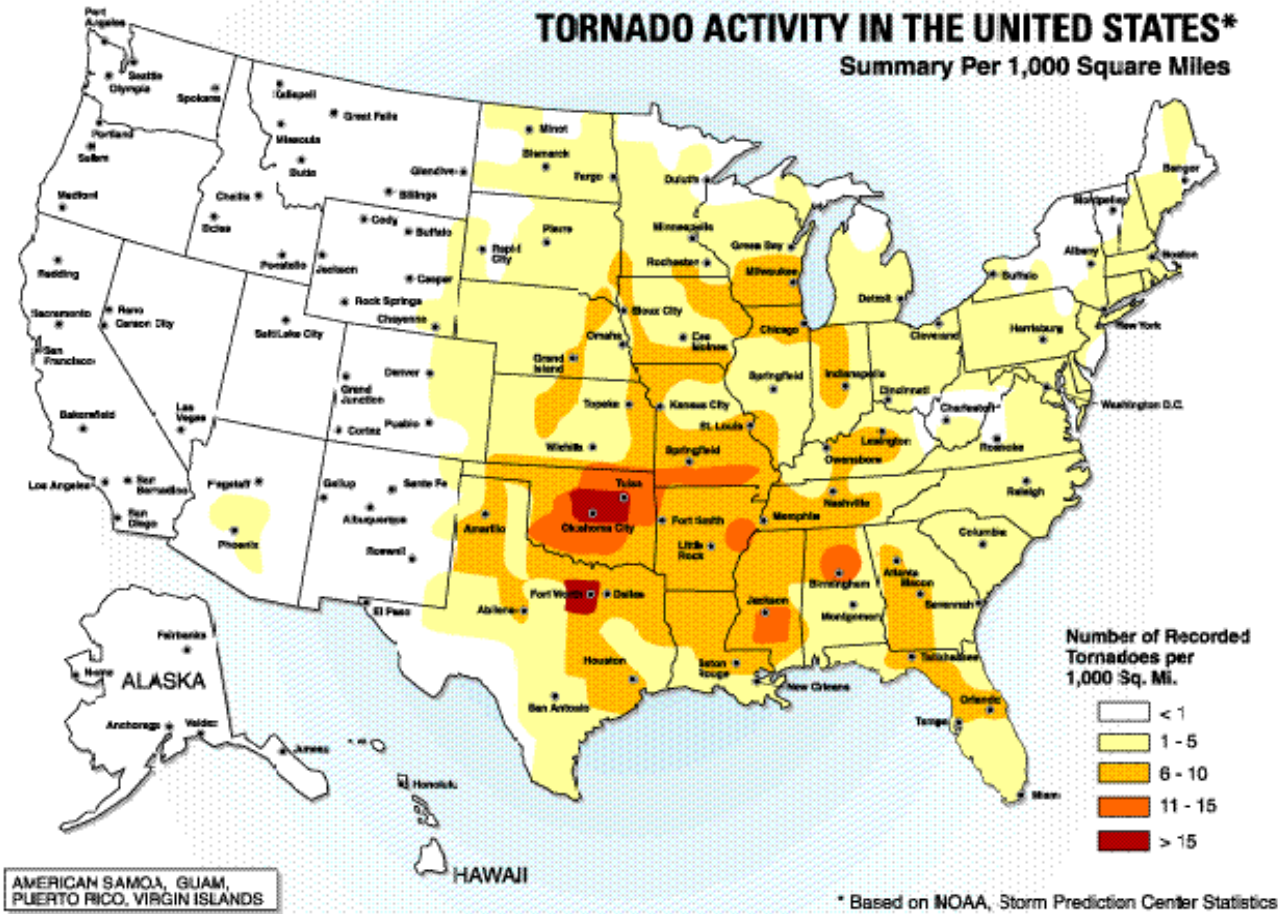 TORNADO ACTIVITY IN THE UNITED STATES*
Summary Per 1,000 Square Miles
Port
Angeles
Seattle
Olympia
Spokane
Portland
Salem
Medford
Kalispell
Great Falls
Missoula
Butte
Glendive
Billings
Challis
Boise
Pocatello
Cody
Buffalo
Jackson
Casper
Rock Springs
Cheyenne
Minot
Bismarck
Fargo
Rapid
City
Pierre
Duluth
Minneapolis
Rochester
Green Bay
Milwaukee
Detroit
Chicago
Bangor
Montpelier
Albany
Boston
Buffalo
New York
Harrisburg
Cleveland
Redding
Sacramento
San
Francisco
Reno
Carson City
Salt Lake City
Bakersfield
Las
Vegas
Los Angeles
San
Bernadino
San
Diego
Grand
Junction
Denver
Pueblo
Cortez
Grand
Island
Omaha
Sioux City
Des
Moines
Topeka
Kansas City
Wichita
St. Louis
Springfield
Springfield
Indianapolis
Cincinnati
Charleston
Washington D.C.
Roanoke
Lexington
Owensboro
Nashville
Memphis
Raleigh
Columbia
Flagstaff
Phoenix
Gallup
Santa Fe
Albuquerque
Roswell
El Paso
Amarillo
Tulsa
Oklahoma City
Fort Smith
Little
Rock
Abilene
Fort Worth
Dallas
Houston
San Antonio
Jackson
Baton
Rouge
New Orleans
Birmingham
Montgomery
Atlanta
Macon
Savannah
Tallahassee
Orlando
Tampa
Miami
Fairbanks
Nome
ALASKA
Anchorage
Valdez
Juneau
Honolulu
HAWAII
Number of Recorded
Tornadoes per
1,000 Sq. Mi.
< 1
1 - 5
6 - 10
11 - 15
> 15
AMERICAN SAMOA, GUAM,
PUERTO RICO, VIRGIN ISLANDS
* Based on NOAA, Storm Prediction Center Statistics